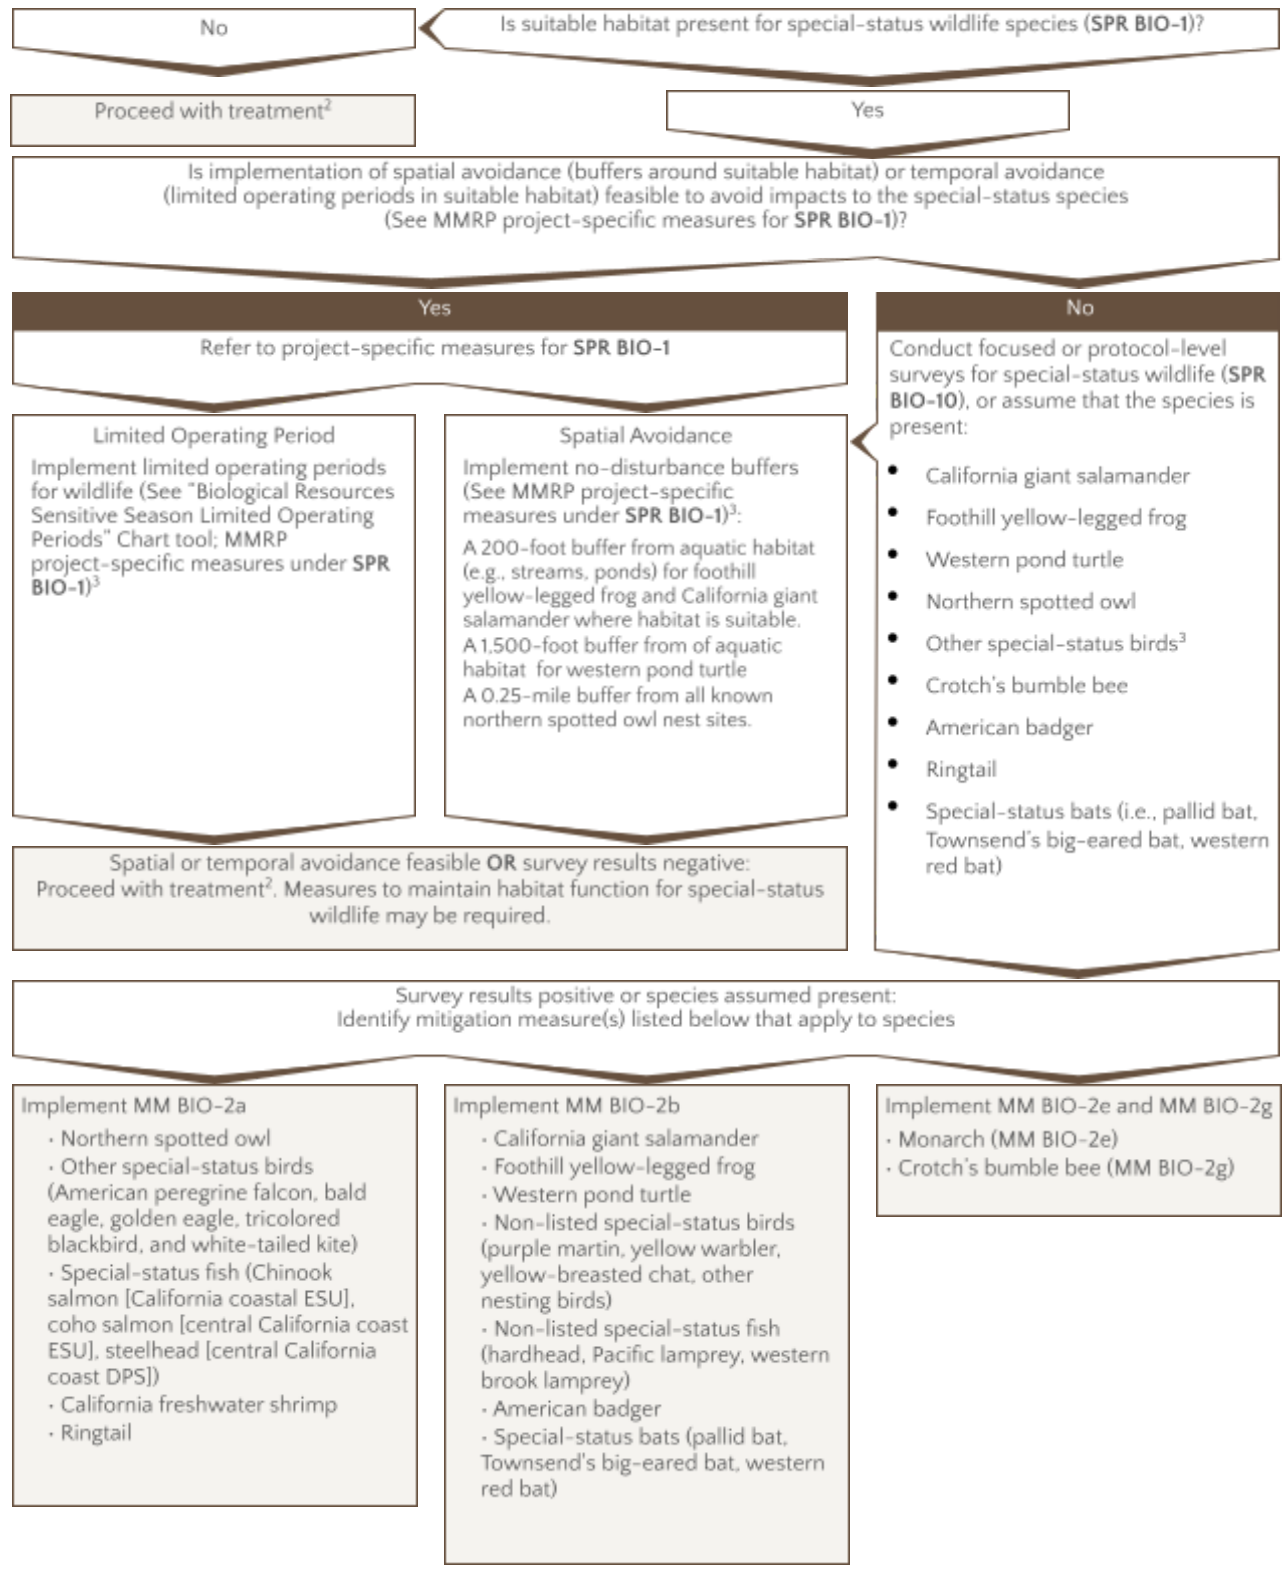 Is suitable habitat present for special-status wildlife species (SPR BIO-1)?
No
Proceed with treatment2
Yes
Is implementation of spatial avoidance (buffers around suitable habitat) or temporal avoidance
(limited operating periods in suitable habitat) feasible to avoid impacts to the special-status species
(See MMRP project-specific measures for SPR BIO-1)?
Yes
Refer to project-specific measures for SPR BIO-1
Limited Operating Period
Implement limited operating periods
for wildlife (See "Biological Resources
Sensitive Season Limited Operating
Periods" Chart tool; MMRP
project-specific measures under SPR
BIO-1)3
Spatial Avoidance
Implement no-disturbance buffers
(See MMRP project-specific
measures under SPR BIO-1)3:
A 200-foot buffer from aquatic habitat
(e.g., streams, ponds) for foothill
yellow-legged frog and California giant
salamander where habitat is suitable.
A 1,500-foot buffer from of aquatic
habitat for western pond turtle
A 0.25-mile buffer from all known
northern spotted owl nest sites.
No
Conduct focused or protocol-level
surveys for special-status wildlife (SPR
BIO-10), or assume that the species is
present:
• California giant salamander
• Foothill yellow-legged frog
• Western pond turtle
• Northern spotted owl
• Other special-status birds3
• Crotch's bumble bee
• American badger
• Ringtail
• Special-status bats (i.e., pallid bat,
Townsend's big-eared bat, western
red bat)
Spatial or temporal avoidance feasible OR survey results negative:
Proceed with treatment2. Measures to maintain habitat function for special-status
wildlife may be required.
Survey results positive or species assumed present:
Identify mitigation measure(s) listed below that apply to species
Implement MM BIO-2a
· Northern spotted owl
· Other special-status birds
(American peregrine falcon, bald
eagle, golden eagle, tricolored
blackbird, and white-tailed kite)
· Special-status fish (Chinook
salmon [California coastal ESU],
coho salmon [central California coast
ESU], steelhead [central California
coast DPS])
· California freshwater shrimp
· Ringtail
Implement MM BIO-2b
· California giant salamander
· Foothill yellow-legged frog
· Western pond turtle
· Non-listed special-status birds
(purple martin, yellow warbler,
yellow-breasted chat, other
nesting birds)
· Non-listed special-status fish
(hardhead, Pacific lamprey, western
brook lamprey)
· American badger
· Special-status bats (pallid bat,
Townsend's big-eared bat, western
red bat)
Implement MM BIO-2e and MM BIO-2g
· Monarch (MM BIO-2e)
· Crotch's bumble bee (MM BIO-2g)